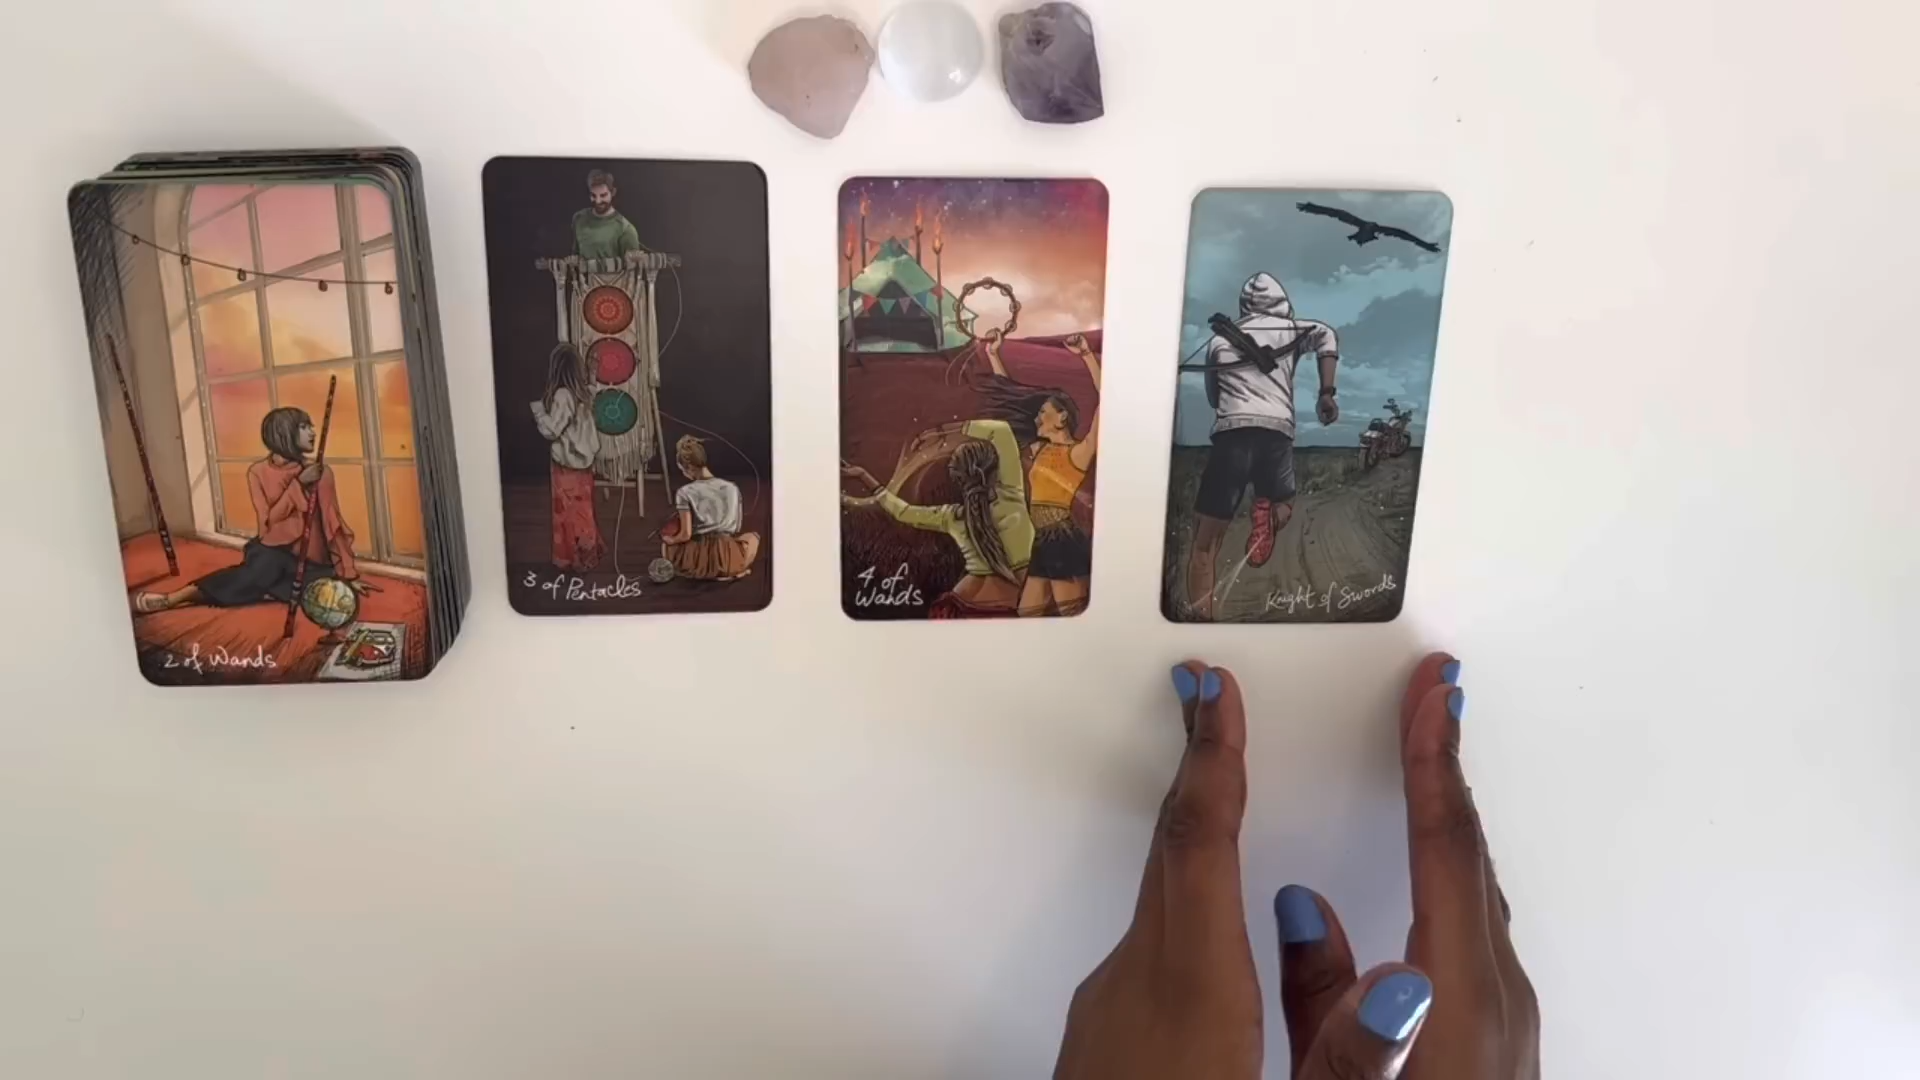 2 of Wands
3 of Pentacles
4 of
Wands
Knight of Swords